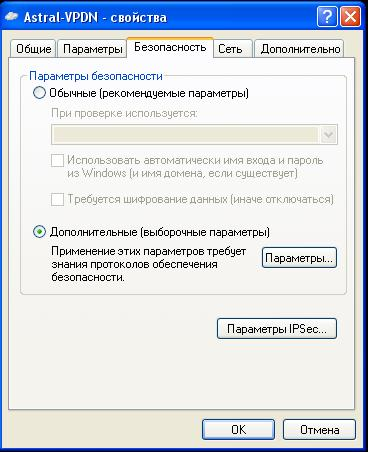 Astral-VPDN - свойства
Общие
Параметры
Безопасность
Сеть
Дополнительно
Параметры безопасности
Обычные (рекомендуемые параметры)
При проверке используется:
Использовать автоматически имя входа и пароль
из Windows (и имя домена, если существует)
Требуется шифрование данных (иначе отключаться)
Дополнительные (выборочные параметры)
Применение этих параметров требует
знания протоколов обеспечения
безопасности.
Параметры...
Параметры IPSec...
OK
Отмена